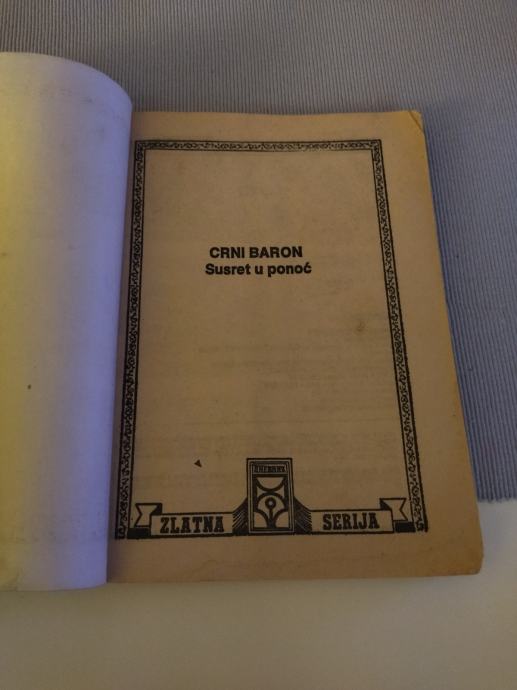 CRNI BARON
Susret u ponoć
ZLATNA SERIJA